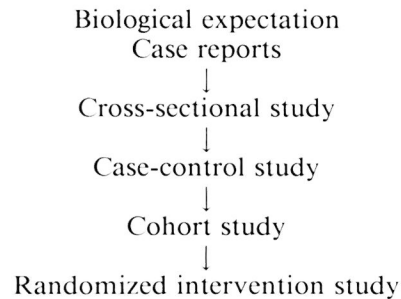 Biological expectation
Case reports
↓
Cross-sectional study
↓
Case-control study
↓
Cohort study
↓
Randomized intervention study